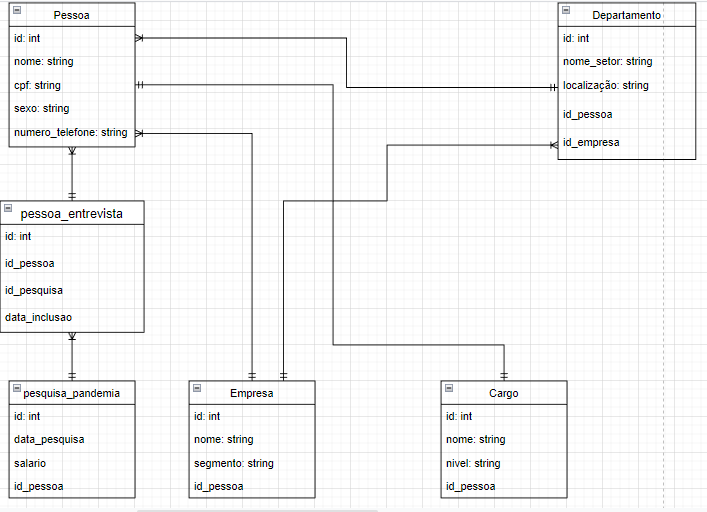 Pessoa
id: int
nome: string
cpf: string
sexo: string
numero_telefone: string
Departamento
id: int
nome_setor: string
localização: string
id_pessoa
id_empresa
pessoa_entrevista
id: int
id_pessoa
id_pesquisa
data_inclusao
pesquisa_pandemia
id: int
data_pesquisa
salario
id_pessoa
Empresa
id: int
nome: string
segmento: string
id_pessoa
Cargo
id: int
nome: string
nivel: string
id_pessoa